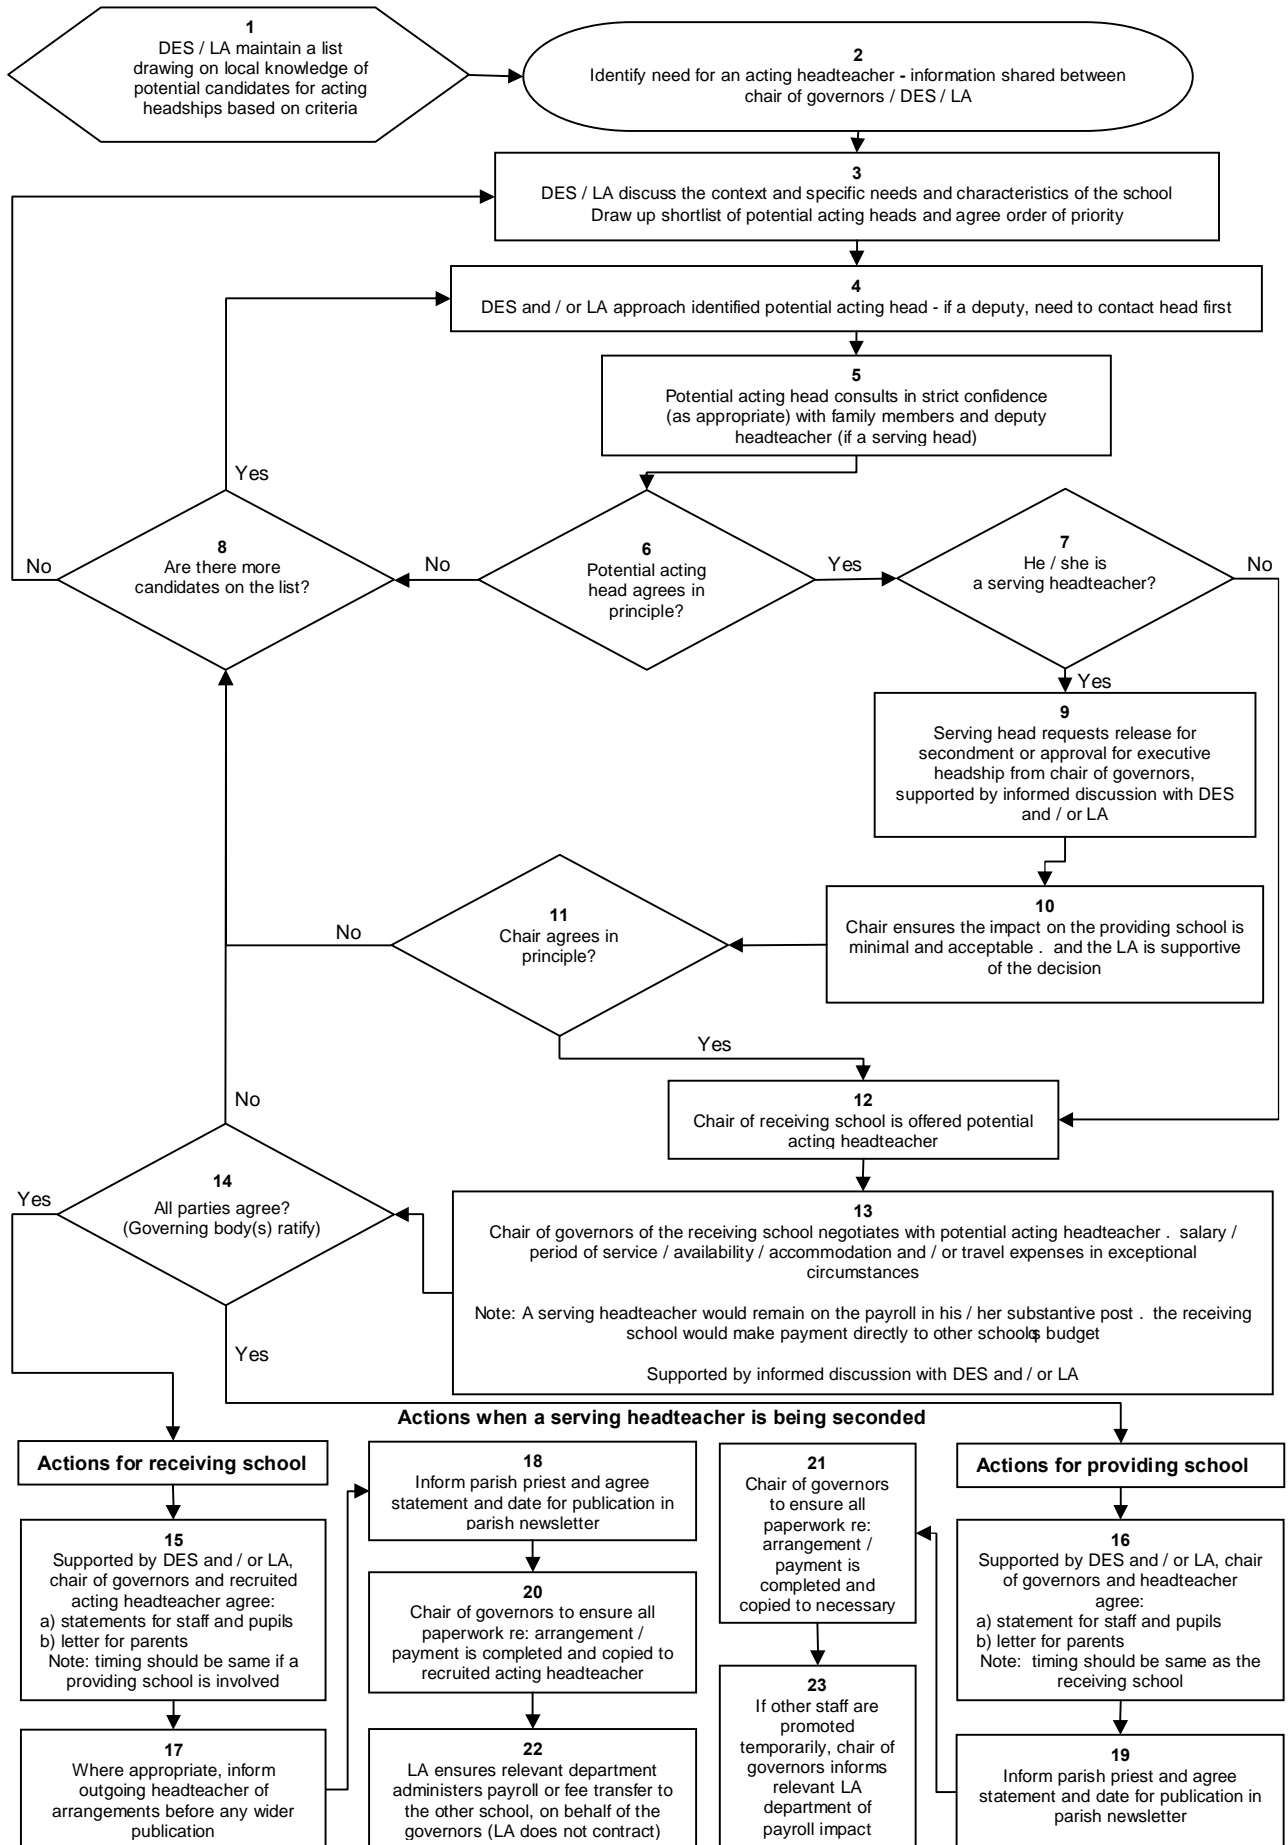 1
DES / LA maintain a list
drawing on local knowledge of
potential candidates for acting
headships based on criteria
2
Identify need for an acting headteacher - information shared between
chair of governors / DES / LA
3
DES / LA discuss the context and specific needs and characteristics of the school
Draw up shortlist of potential acting heads and agree order of priority
4
DES and / or LA approach identified potential acting head - if a deputy, need to contact head first
5
Potential acting head consults in strict confidence
(as appropriate) with family members and deputy
headteacher (if a serving head)
Yes
8
Are there more
candidates on the list?
No
No
6
Potential acting
head agrees in
principle?
Yes
7
He / she is
a serving headteacher?
No
Yes
9
Serving head requests release for
secondment or approval for executive
headship from chair of governors,
supported by informed discussion with DES
and / or LA
10
Chair ensures the impact on the providing school is
minimal and acceptable . and the LA is supportive
of the decision
11
Chair agrees in
principle?
No
Yes
12
Chair of receiving school is offered potential
acting headteacher
No
14
All parties agree?
(Governing body(s) ratify)
Yes
Yes
13
Chair of governors of the receiving school negotiates with potential acting headteacher . salary /
period of service / availability / accommodation and / or travel expenses in exceptional
circumstances
Note: A serving headteacher would remain on the payroll in his / her substantive post . the receiving
school would make payment directly to other schoolqs budget
Supported by informed discussion with DES and / or LA
Actions when a serving headteacher is being seconded
Actions for receiving school
15
Supported by DES and / or LA,
chair of governors and recruited
acting headteacher agree:
a) statements for staff and pupils
b) letter for parents
Note: timing should be same if a
providing school is involved
17
Where appropriate, inform
outgoing headteacher of
arrangements before any wider
publication
18
Inform parish priest and agree
statement and date for publication in
parish newsletter
20
Chair of governors to ensure all
paperwork re: arrangement /
payment is completed and copied to
recruited acting headteacher
22
LA ensures relevant department
administers payroll or fee transfer to
the other school, on behalf of the
governors (LA does not contract)
21
Chair of governors
to ensure all
paperwork re:
arrangement /
payment is
completed and
copied to necessary
23
If other staff are
promoted
temporarily, chair of
governors informs
relevant LA
department of
payroll impact
Actions for providing school
16
Supported by DES and / or LA, chair
of governors and headteacher
agree:
a) statement for staff and pupils
b) letter for parents
Note: timing should be same as the
receiving school
19
Inform parish priest and agree
statement and date for publication in
parish newsletter